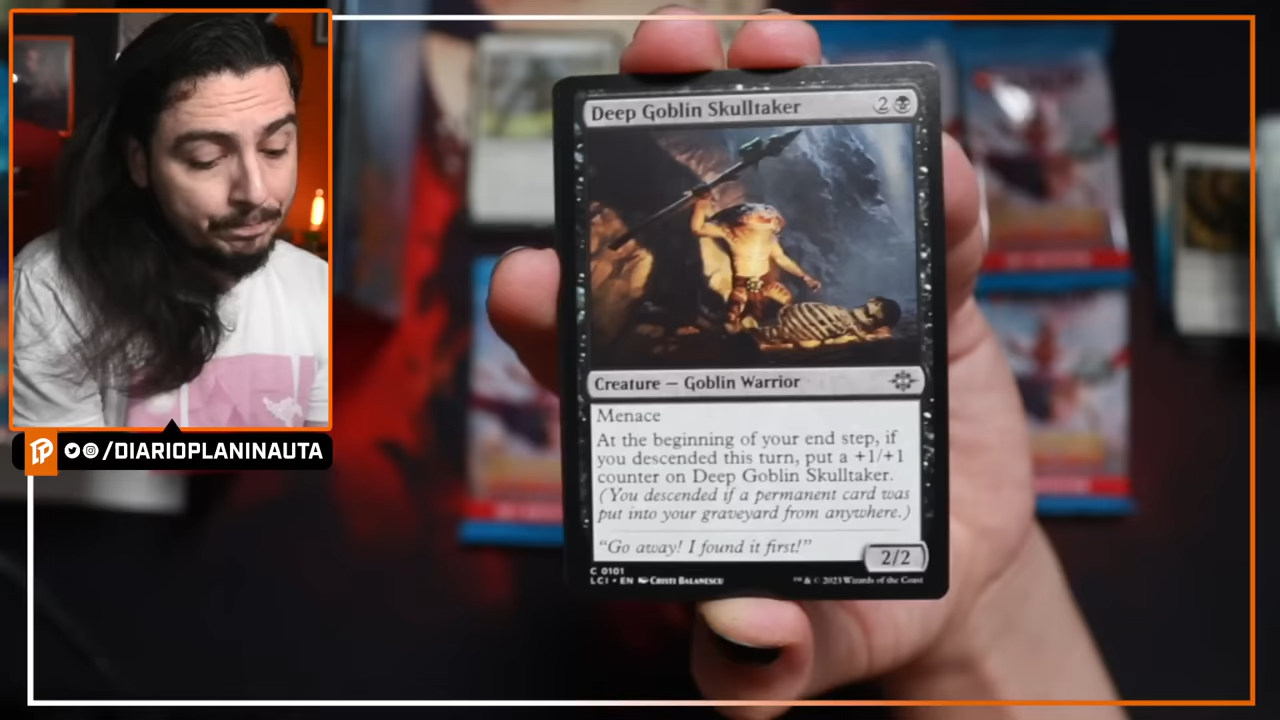 Deep Goblin Skulltaker 2
Creature — Goblin Warrior
Menace
At the beginning of your end step, if
you descended this turn, put a +1/+1
counter on Deep Goblin Skulltaker.
(You descended if a permanent card was
put into your graveyard from anywhere.)
"Go away! I found it first!"
2/2
C 0101
LCI • EN Cristi Balanescu
™ & © 2023 Wizards of the Coast
/DIARIOPLANINAUTA